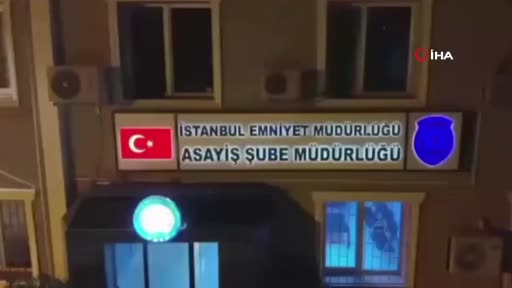 İHA
İSTANBUL EMNİYET MÜDÜRLÜĞÜ
ASAYİŞ ŞUBE MÜDÜRLÜĞÜ